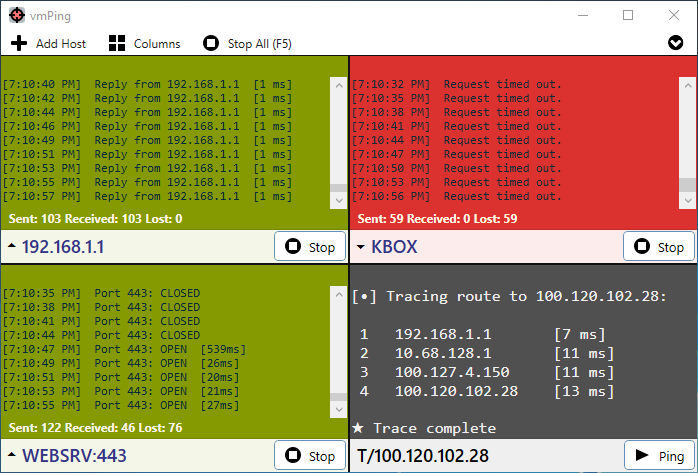 vmPing
Add Host Columns Stop All (F5)
[7:10:40 PM] Reply from 192.168.1.1 [1 ms]
[7:10:42 PM] Reply from 192.168.1.1 [1 ms]
[7:10:44 PM] Reply from 192.168.1.1 [1 ms]
[7:10:46 PM] Reply from 192.168.1.1 [1 ms]
[7:10:49 PM] Reply from 192.168.1.1 [1 ms]
[7:10:51 PM] Reply from 192.168.1.1 [1 ms]
[7:10:53 PM] Reply from 192.168.1.1 [1 ms]
[7:10:55 PM] Reply from 192.168.1.1 [1 ms]
[7:10:57 PM] Reply from 192.168.1.1 [1 ms]
Sent: 103 Received: 103 Lost: 0
192.168.1.1 Stop
[7:10:32 PM] Request timed out.
[7:10:35 PM] Request timed out.
[7:10:38 PM] Request timed out.
[7:10:41 PM] Request timed out.
[7:10:44 PM] Request timed out.
[7:10:47 PM] Request timed out.
[7:10:50 PM] Request timed out.
[7:10:53 PM] Request timed out.
[7:10:56 PM] Request timed out.
Sent: 59 Received: 0 Lost: 59
KBOX Stop
[7:10:35 PM] Port 443: CLOSED
[7:10:38 PM] Port 443: CLOSED
[7:10:41 PM] Port 443: CLOSED
[7:10:44 PM] Port 443: CLOSED
[7:10:47 PM] Port 443: OPEN [539ms]
[7:10:49 PM] Port 443: OPEN [26ms]
[7:10:51 PM] Port 443: OPEN [20ms]
[7:10:53 PM] Port 443: OPEN [21ms]
[7:10:55 PM] Port 443: OPEN [27ms]
Sent: 122 Received: 46 Lost: 76
WEBSRV:443 Stop
[•] Tracing route to 100.120.102.28:
1 192.168.1.1 [7 ms]
2 10.68.128.1 [11 ms]
3 100.127.4.150 [11 ms]
4 100.120.102.28 [13 ms]
★ Trace complete
T/100.120.102.28 Ping